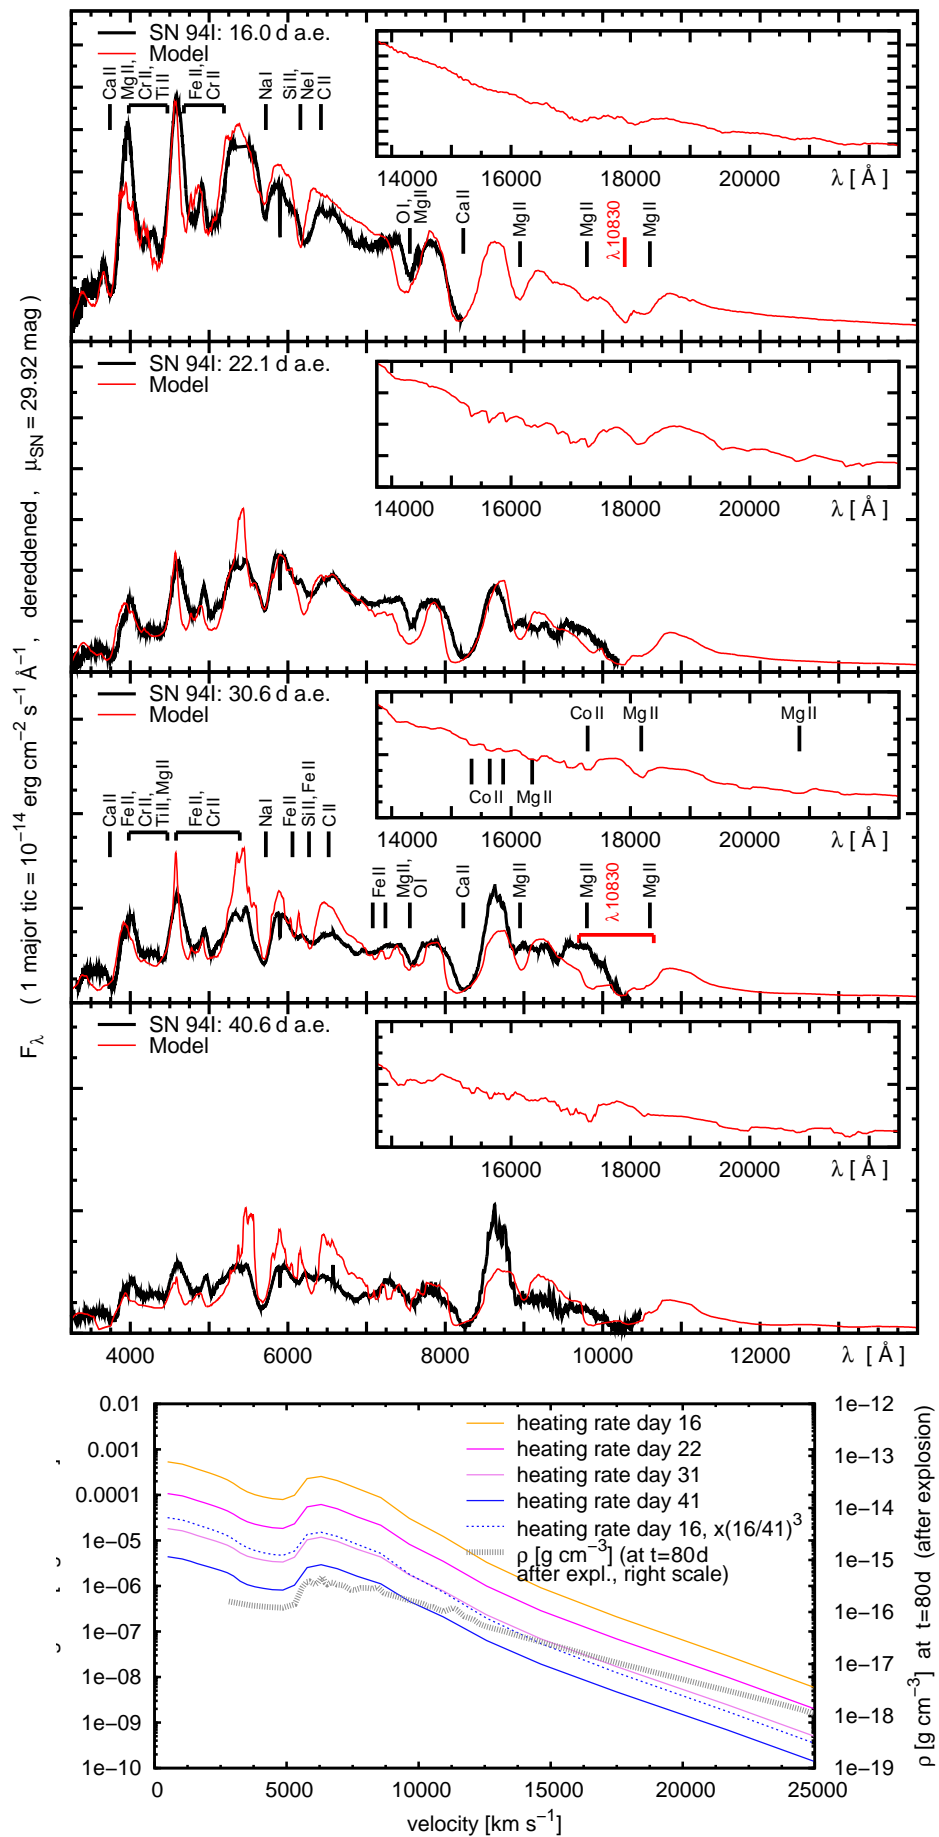 SN 94I: 16.0 d a.e.
Model
Ca II
Mg II,
Cr II,
Ti II
Fe II,
Cr II
Na I
Si II,
Ne I
C II
14000 16000 18000 20000 λ [ Å ]
O I,
Mg II
Ca II
Mg II
Mg II
λ 10830
Mg II
SN 94I: 22.1 d a.e.
Model
14000 16000 18000 20000 λ [ Å ]
SN 94I: 30.6 d a.e.
Model
Ca II
Fe II,
Cr II,
Ti II, Mg II
Fe II,
Cr II
Na I
Fe II
Si II, Fe II
C II
Co II Mg II Mg II
Co II Mg II
14000 16000 18000 20000 λ [ Å ]
Fe II
Mg II,
O I
Ca II
Mg II
Mg II
λ 10830
Mg II
SN 94I: 40.6 d a.e.
Model
16000 18000 20000 λ [ Å ]
4000 6000 8000 10000 12000 λ [Å]
F_λ ( 1 major tic = 10⁻¹⁴ erg cm⁻² s⁻¹ Å⁻¹ , dereddened , μ_SN = 29.92 mag)
0.01
0.001
0.0001
1e−05
1e−06
1e−07
1e−08
1e−09
1e−10
heating rate day 16
heating rate day 22
heating rate day 31
heating rate day 41
heating rate day 16, x(16/41)³
ρ [g cm⁻³] (at t=80d
after expl., right scale)
1e−12
1e−13
1e−14
1e−15
1e−16
1e−17
1e−18
1e−19
ρ [g cm⁻³] at t=80d (after explosion)
0 5000 10000 15000 20000 25000
velocity [km s⁻¹]